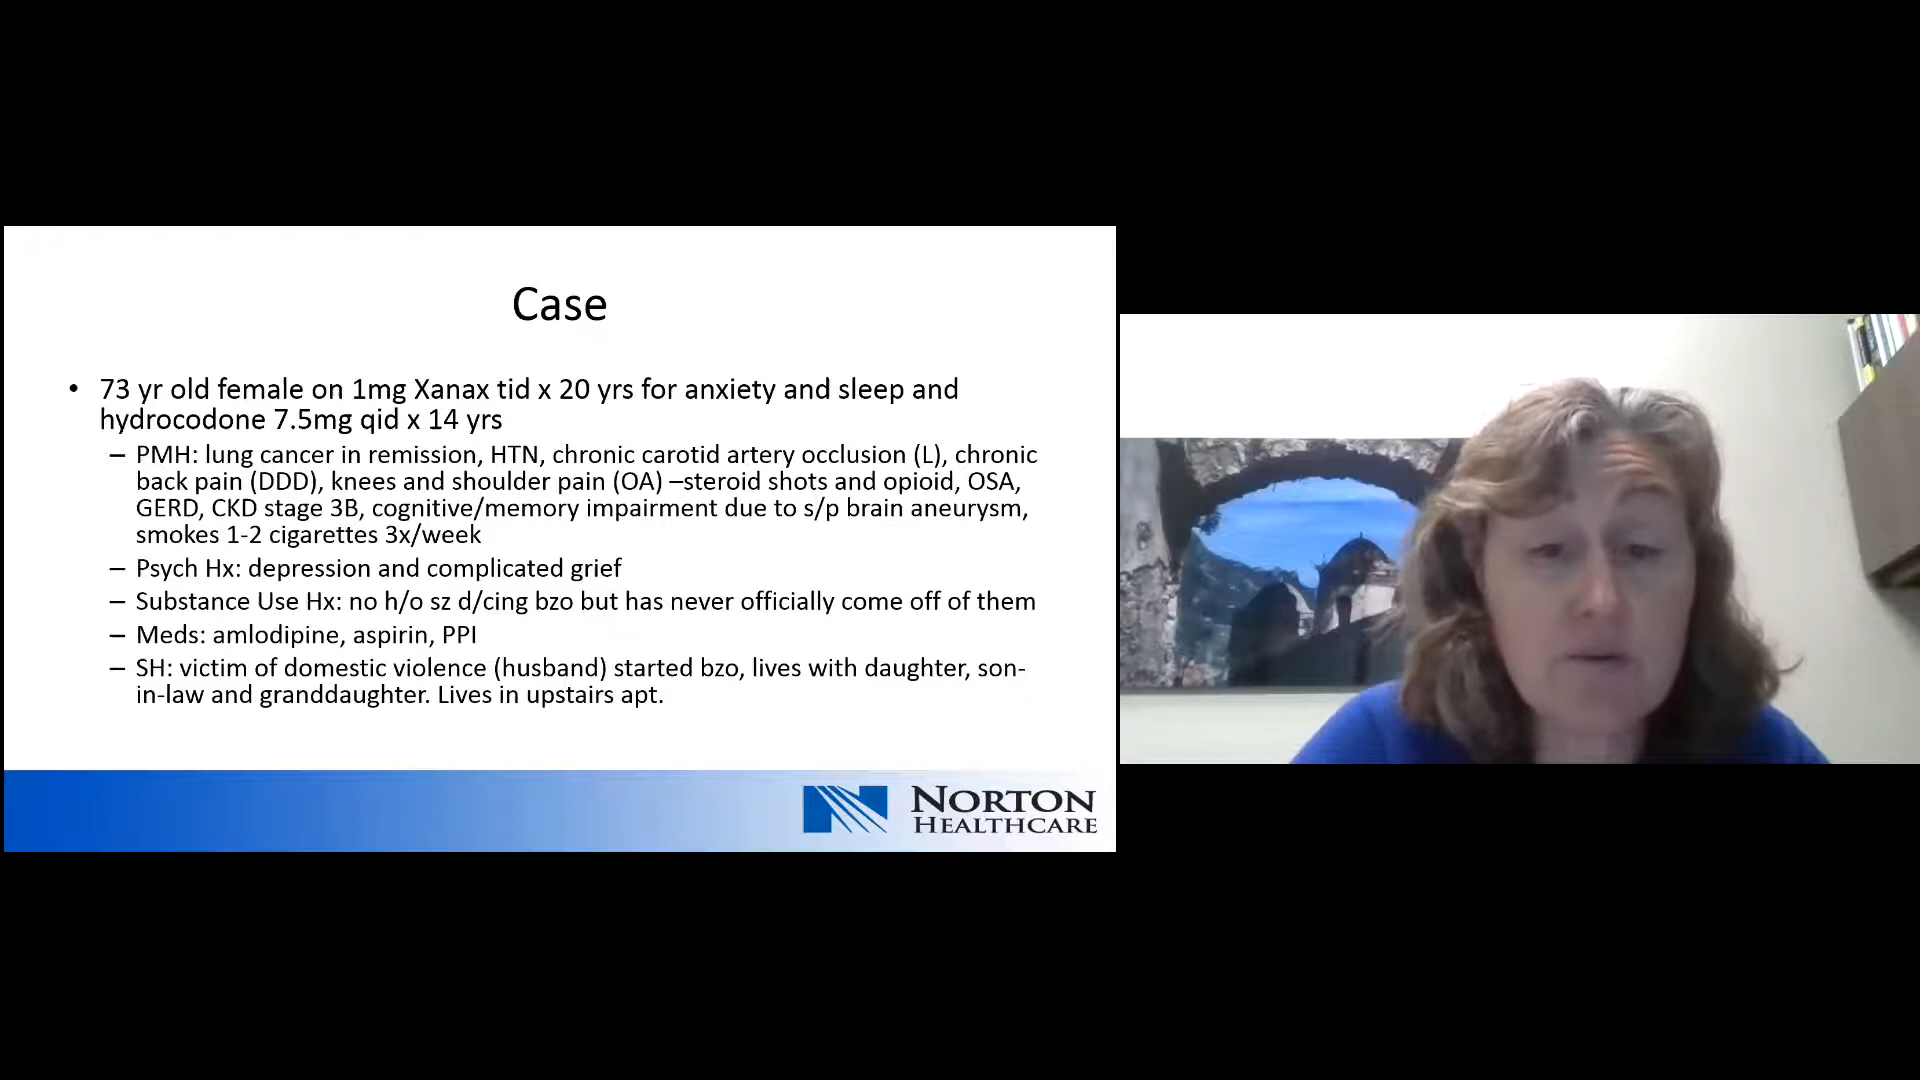 Case
• 73 yr old female on 1mg Xanax tid x 20 yrs for anxiety and sleep and
hydrocodone 7.5mg qid x 14 yrs
– PMH: lung cancer in remission, HTN, chronic carotid artery occlusion (L), chronic
back pain (DDD), knees and shoulder pain (OA) –steroid shots and opioid, OSA,
GERD, CKD stage 3B, cognitive/memory impairment due to s/p brain aneurysm,
smokes 1-2 cigarettes 3x/week
– Psych Hx: depression and complicated grief
– Substance Use Hx: no h/o sz d/cing bzo but has never officially come off of them
– Meds: amlodipine, aspirin, PPI
– SH: victim of domestic violence (husband) started bzo, lives with daughter, son-
in-law and granddaughter. Lives in upstairs apt.
NORTON
HEALTHCARE